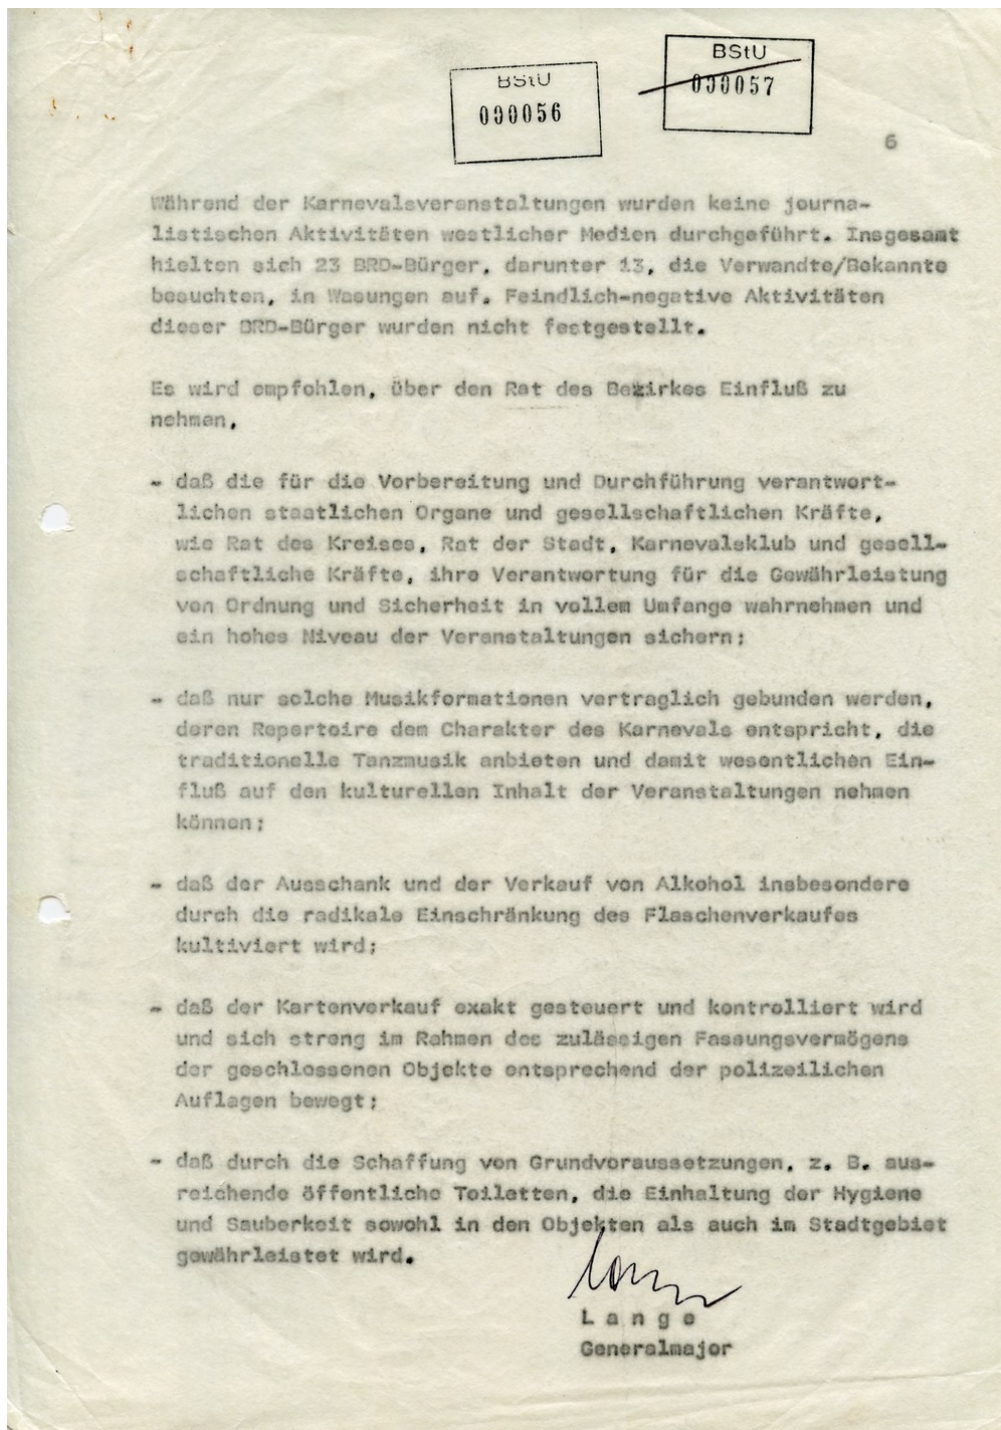 BStU
000056
BStU
000057
6
Während der Karnevalsveranstaltungen wurden keine journa-
listischen Aktivitäten westlicher Medien durchgeführt. Insgesamt
hielten sich 23 BRD-Bürger, darunter 13, die Verwandte/Bekannte
besuchten, in Wasungen auf. Feindlich-negative Aktivitäten
dieser BRD-Bürger wurden nicht festgestellt.
Es wird empfohlen, über den Rat des Bezirkes Einfluß zu
nehmen,
- daß die für die Vorbereitung und Durchführung verantwort-
lichen staatlichen Organe und gesellschaftlichen Kräfte,
wie Rat des Kreises, Rat der Stadt, Karnevalsklub und gesell-
schaftliche Kräfte, ihre Verantwortung für die Gewährleistung
von Ordnung und Sicherheit in vollem Umfange wahrnehmen und
ein hohes Niveau der Veranstaltungen sichern;
- daß nur solche Musikformationen vertraglich gebunden werden,
deren Repertoire dem Charakter des Karnevals entspricht, die
traditionelle Tanzmusik anbieten und damit wesentlichen Ein-
fluß auf den kulturellen Inhalt der Veranstaltungen nehmen
können;
- daß der Ausschank und der Verkauf von Alkohol insbesondere
durch die radikale Einschränkung des Flaschenverkaufes
kultiviert wird;
- daß der Kartenverkauf exakt gesteuert und kontrolliert wird
und sich streng im Rahmen des zulässigen Fassungsvermögens
der geschlossenen Objekte entsprechend der polizeilichen
Auflagen bewegt;
- daß durch die Schaffung von Grundvoraussetzungen, z. B. aus-
reichende öffentliche Toiletten, die Einhaltung der Hygiene
und Sauberkeit sowohl in den Objekten als auch im Stadtgebiet
gewährleistet wird.
Lange
L a n g e
Generalmajor